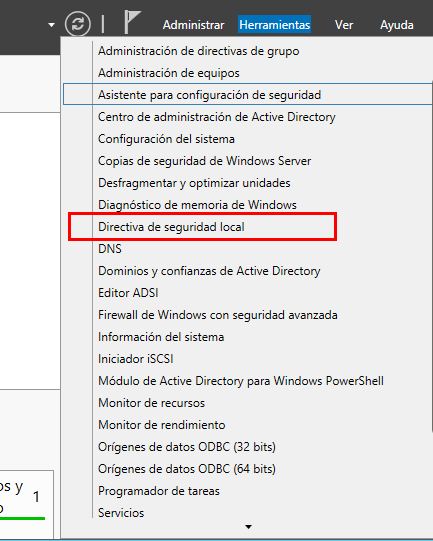 Administrar Herramientas Ver Ayuda
Administración de directivas de grupo
Administración de equipos
Asistente para configuración de seguridad
Centro de administración de Active Directory
Configuración del sistema
Copias de seguridad de Windows Server
Desfragmentar y optimizar unidades
Diagnóstico de memoria de Windows
Directiva de seguridad local
DNS
Dominios y confianzas de Active Directory
Editor ADSI
Firewall de Windows con seguridad avanzada
Información del sistema
Iniciador iSCSI
Módulo de Active Directory para Windows PowerShell
Monitor de recursos
Monitor de rendimiento
Orígenes de datos ODBC (32 bits)
Orígenes de datos ODBC (64 bits)
Programador de tareas
Servicios
os y 1
o